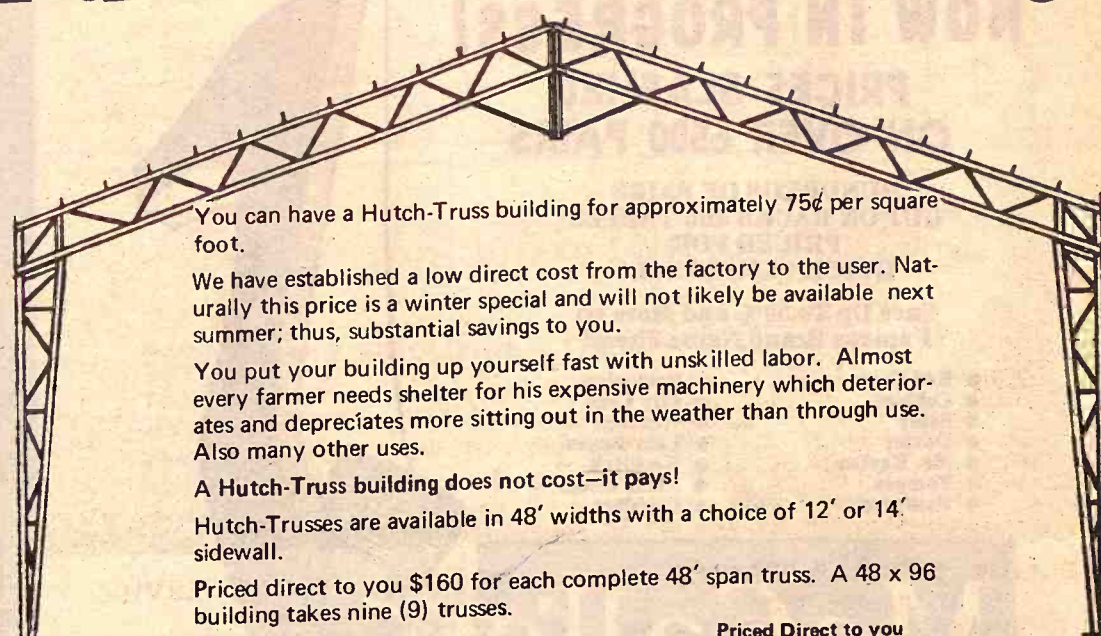 You can have a Hutch-Truss building for approximately 75¢ per square
foot.
We have established a low direct cost from the factory to the user. Nat-
urally this price is a winter special and will not likely be available next
summer; thus, substantial savings to you.
You put your building up yourself fast with unskilled labor. Almost
every farmer needs shelter for his expensive machinery which deterior-
ates and depreciates more sitting out in the weather than through use.
Also many other uses.
A Hutch-Truss building does not cost—it pays!
Hutch-Trusses are available in 48' widths with a choice of 12' or 14'
sidewall.
Priced direct to you $160 for each complete 48' span truss. A 48 x 96
building takes nine (9) trusses.
Priced Direct to you